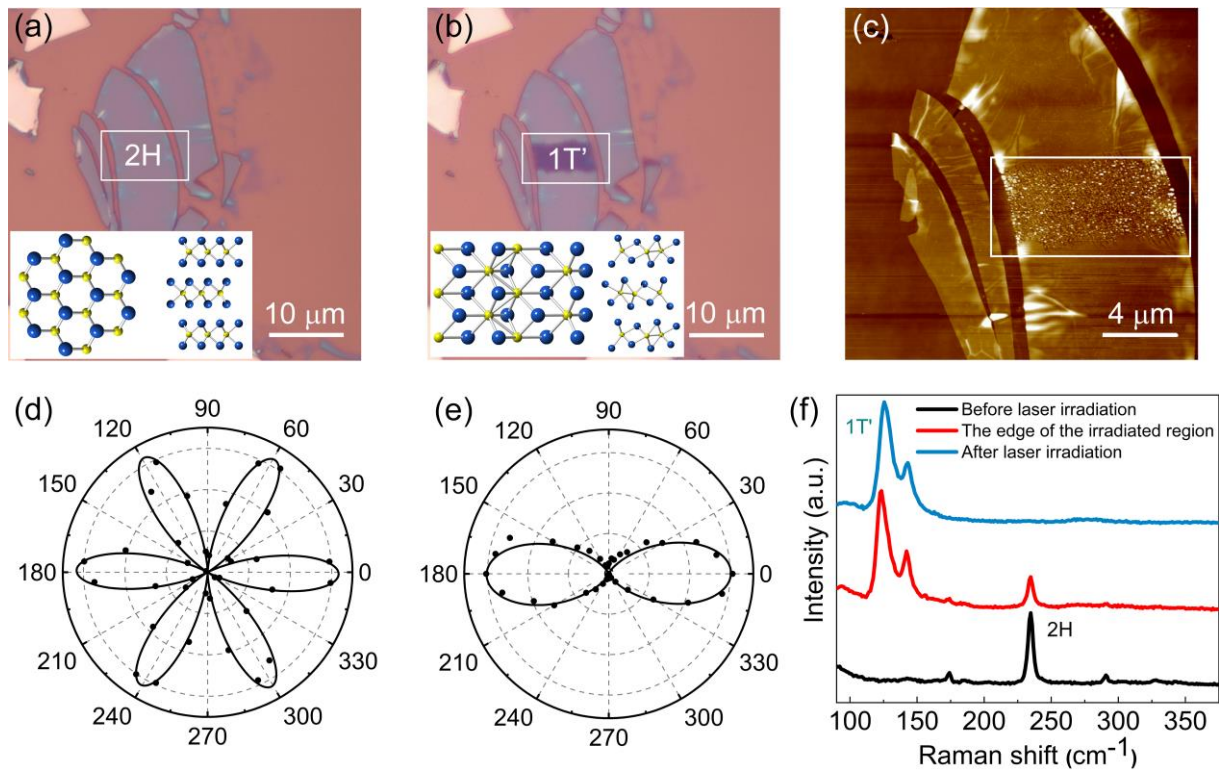 (a)
2H
10 μm
(b)
1T'
10 μm
(c)
4 μm
(d)
90
120
60
150
30
180
0
210
330
240
300
270
(e)
90
120
60
150
30
180
0
210
330
240
300
270
(f)
1T'
Before laser irradiation
The edge of the irradiated region
After laser irradiation
2H
Intensity (a.u.)
100 150 200 250 300 350
Raman shift (cm⁻¹)